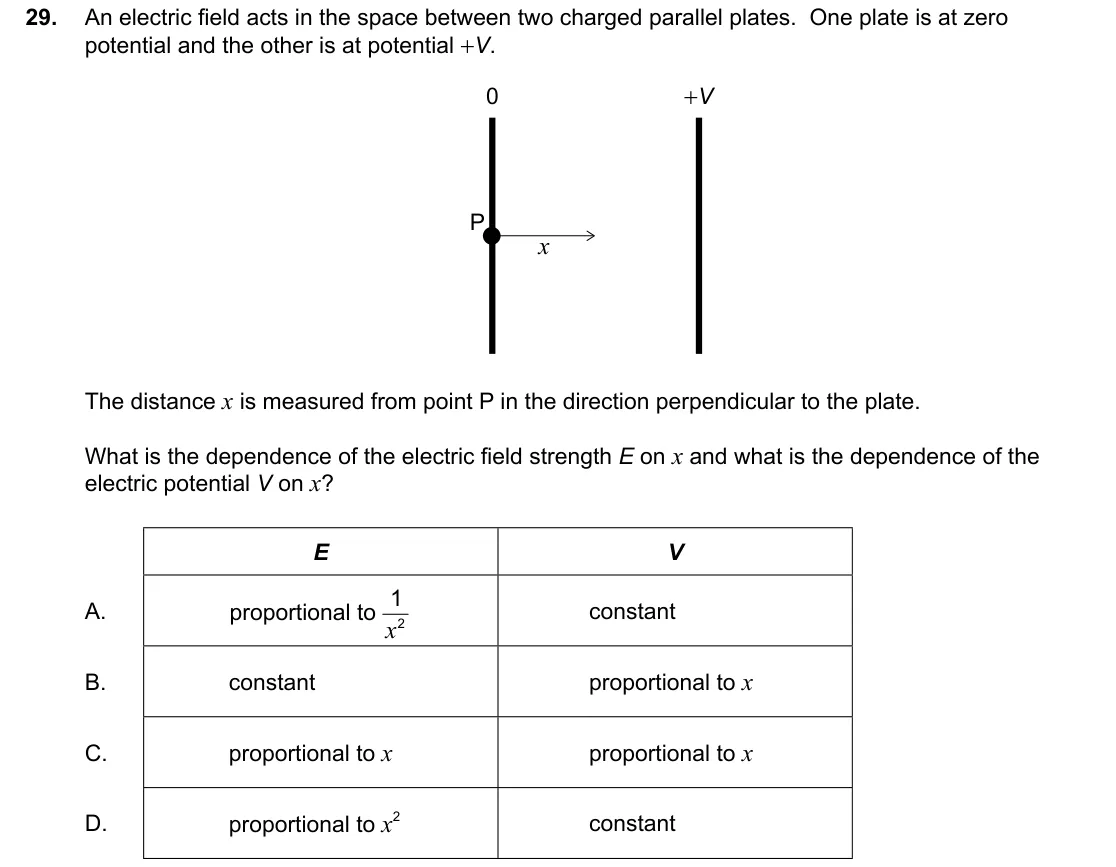 29. An electric field acts in the space between two charged parallel plates. One plate is at zero
potential and the other is at potential +V.
0 +V
P
x
The distance x is measured from point P in the direction perpendicular to the plate.
What is the dependence of the electric field strength E on x and what is the dependence of the
electric potential V on x?
E V
A. proportional to 1/x² constant
B. constant proportional to x
C. proportional to x proportional to x
D. proportional to x² constant